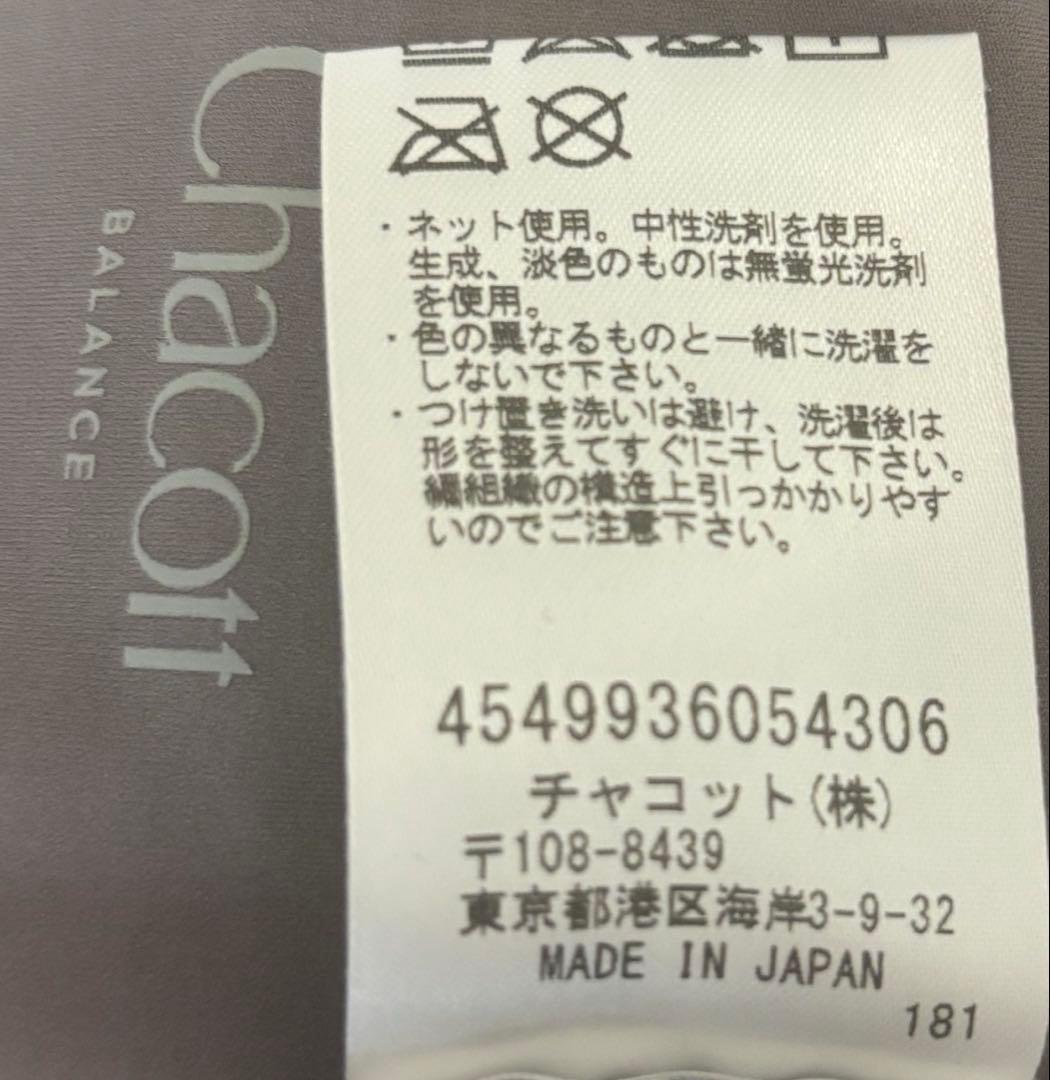 Chacott
BALANCE
・ネット使用。中性洗剤を使用。
生成、淡色のものは無蛍光洗剤
を使用。
・色の異なるものと一緒に洗濯を
しないで下さい。
・つけ置き洗いは避け、洗濯後は
形を整えてすぐに干して下さい。
編組織の構造上引っかかりやす
いのでご注意下さい。
4549936054306
チャコット(株)
〒108-8439
東京都港区海岸3-9-32
MADE IN JAPAN
181